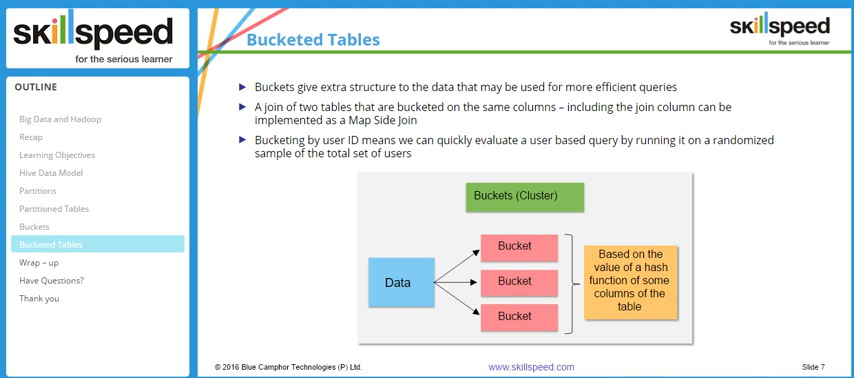 skillspeed
for the serious learner
OUTLINE
Big Data and Hadoop
Recap
Learning Objectives
Hive Data Model
Partitions
Partitioned Tables
Buckets
Bucketed Tables
Wrap – up
Have Questions?
Thank you
Bucketed Tables
skillspeed
for the serious learner
Buckets give extra structure to the data that may be used for more efficient queries
A join of two tables that are bucketed on the same columns – including the join column can be
implemented as a Map Side Join
Bucketing by user ID means we can quickly evaluate a user based query by running it on a randomized
sample of the total set of users
Buckets (Cluster)
Data
Bucket
Bucket
Bucket
Based on the
value of a hash
function of some
columns of the
table
© 2016 Blue Camphor Technologies (P) Ltd.
www.skillspeed.com
Slide 7